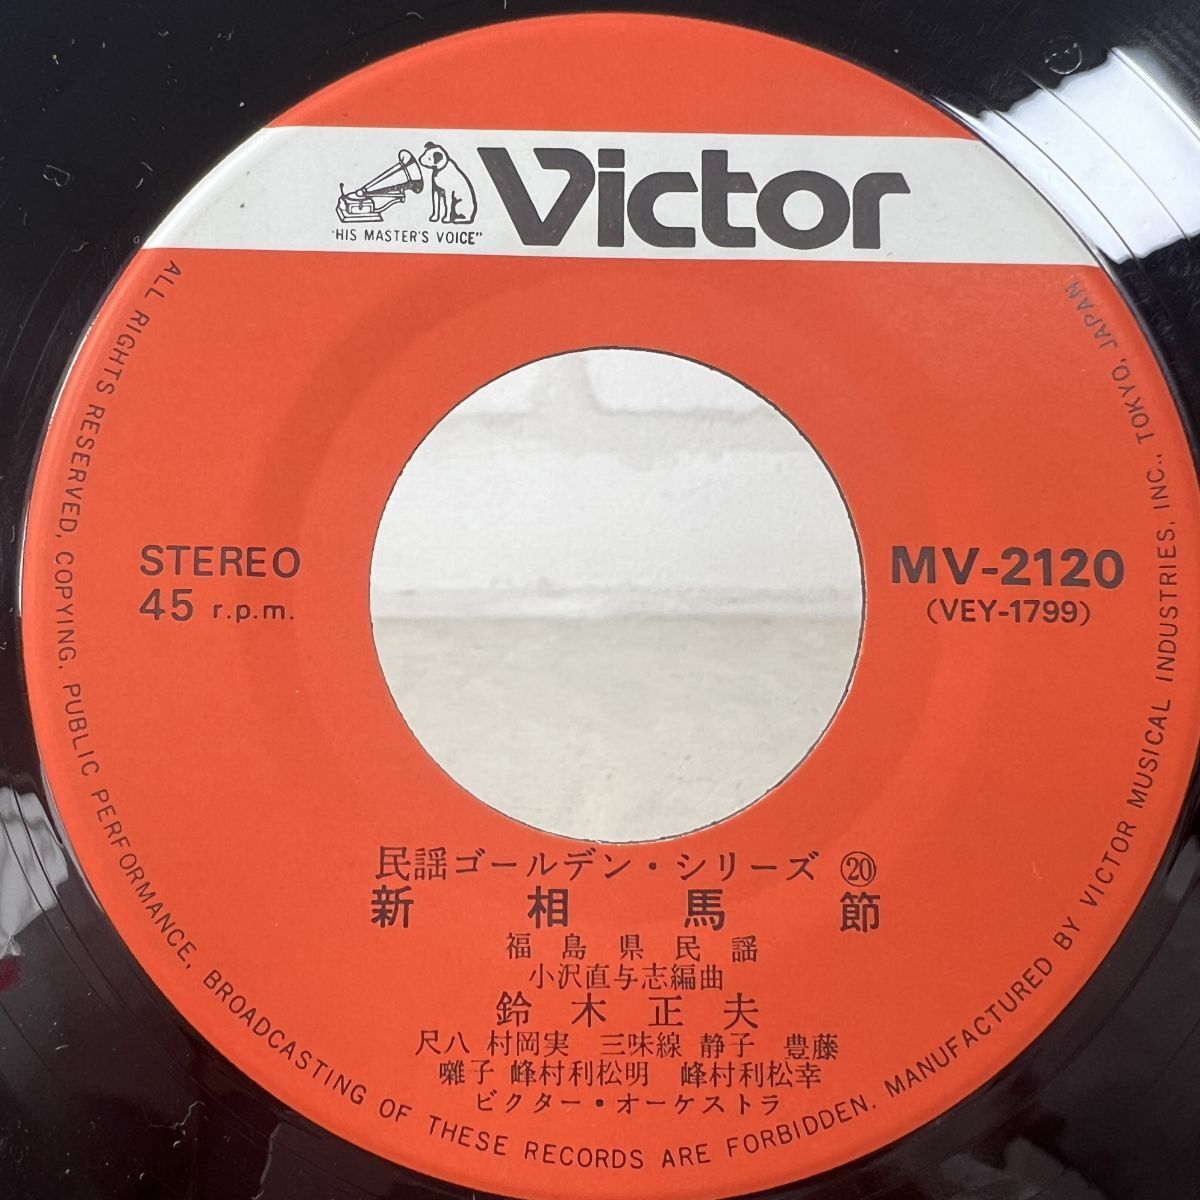 Victor
'HIS MASTER'S VOICE"
STEREO
45 r.p.m.
MV-2120
(VEY-1799)
民謡ゴールデン・シリーズ ⑳
新相馬節
福島県民謡
小沢直与志編曲
鈴木正夫
尺八 村岡実 三味線 静子 豊藤
囃子 峰村利松明 峰村利松幸
ビクター・オーケストラ
ALL RIGHTS RESERVED, COPYING, PUBLIC PERFORMANCE, BROADCASTING OF THESE RECORDS ARE FORBIDDEN. MANUFACTURED BY VICTOR MUSICAL INDUSTRIES, INC., TOKYO, JAPAN.